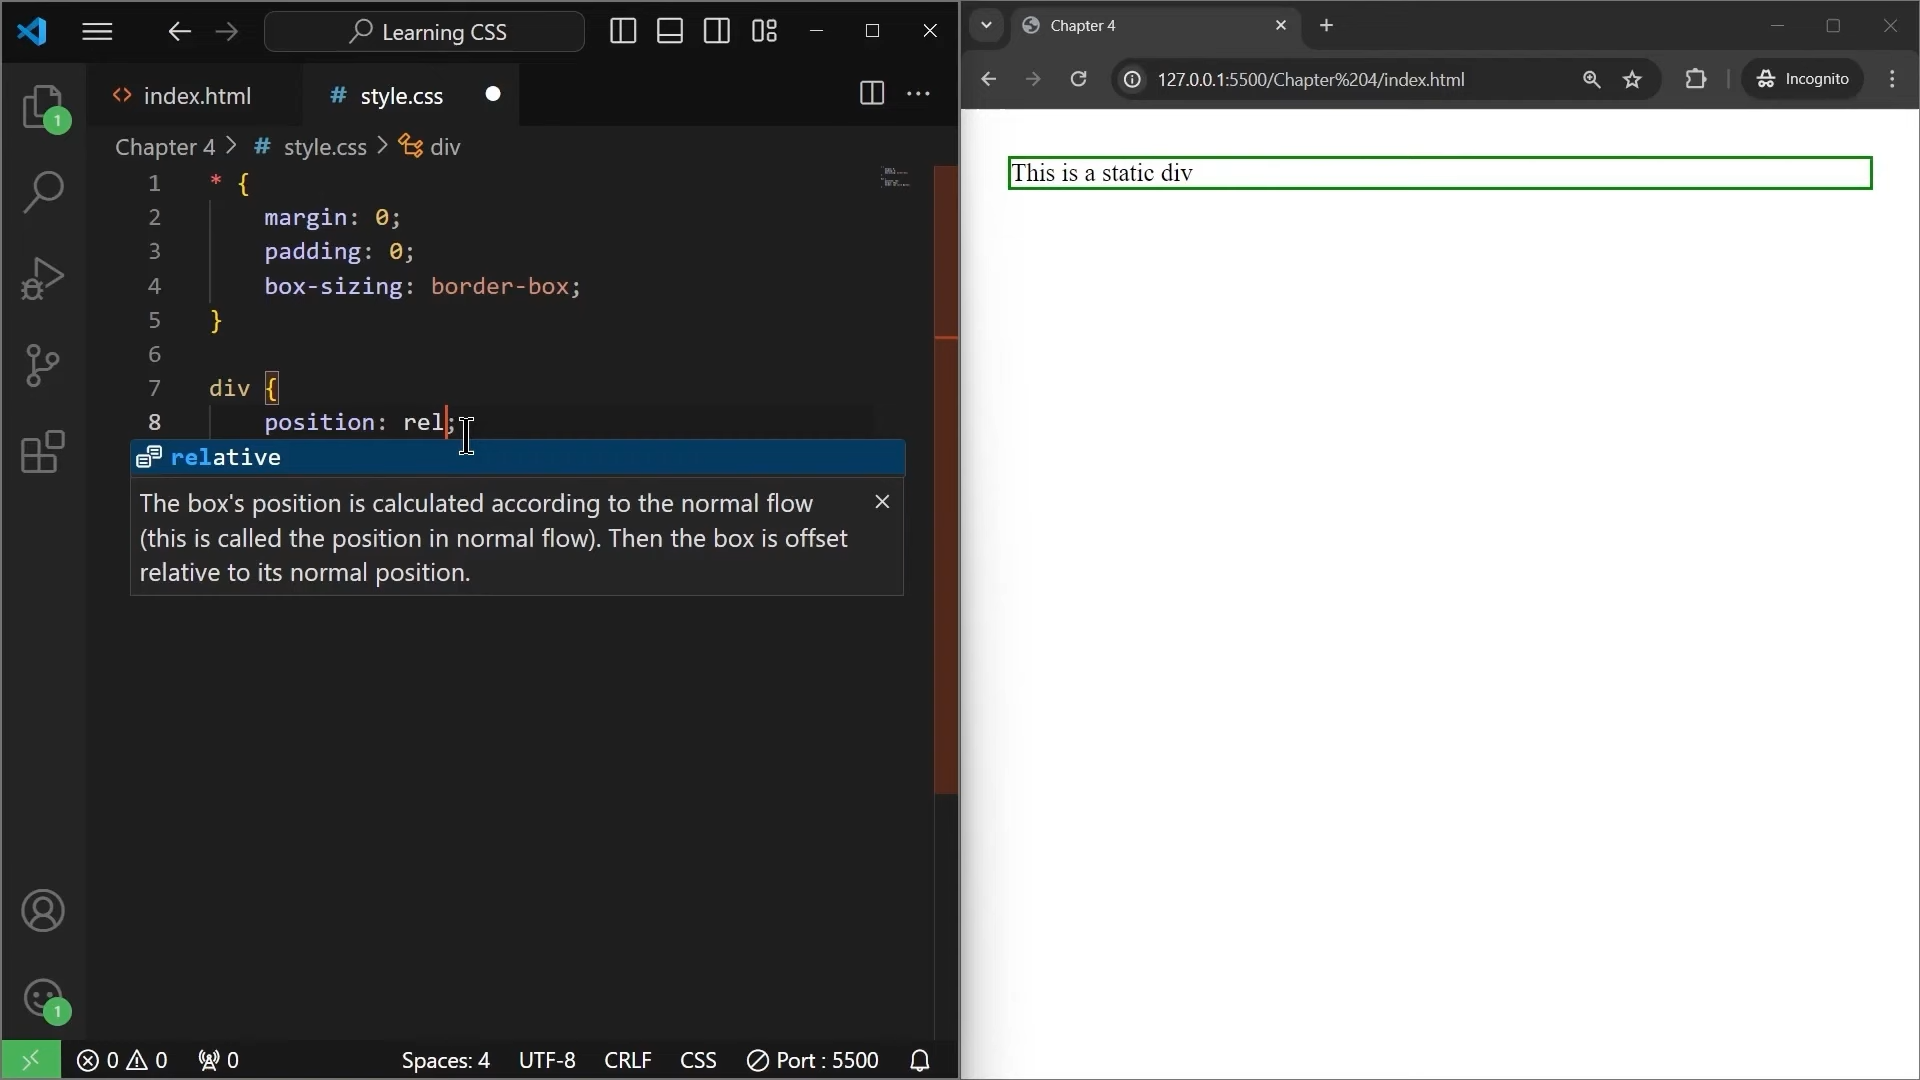 Learning CSS
index.html
style.css
Chapter 4 > # style.css > div
1 * {
2 margin: 0;
3 padding: 0;
4 box-sizing: border-box;
5 }
6
7 div {
8 position: rel;
relative
The box's position is calculated according to the normal flow
(this is called the position in normal flow). Then the box is offset
relative to its normal position.
1
1
0 0 0 Spaces: 4 UTF-8 CRLF CSS Port : 5500
Chapter 4
127.0.0.1:5500/Chapter%204/index.html
Incognito
This is a static div